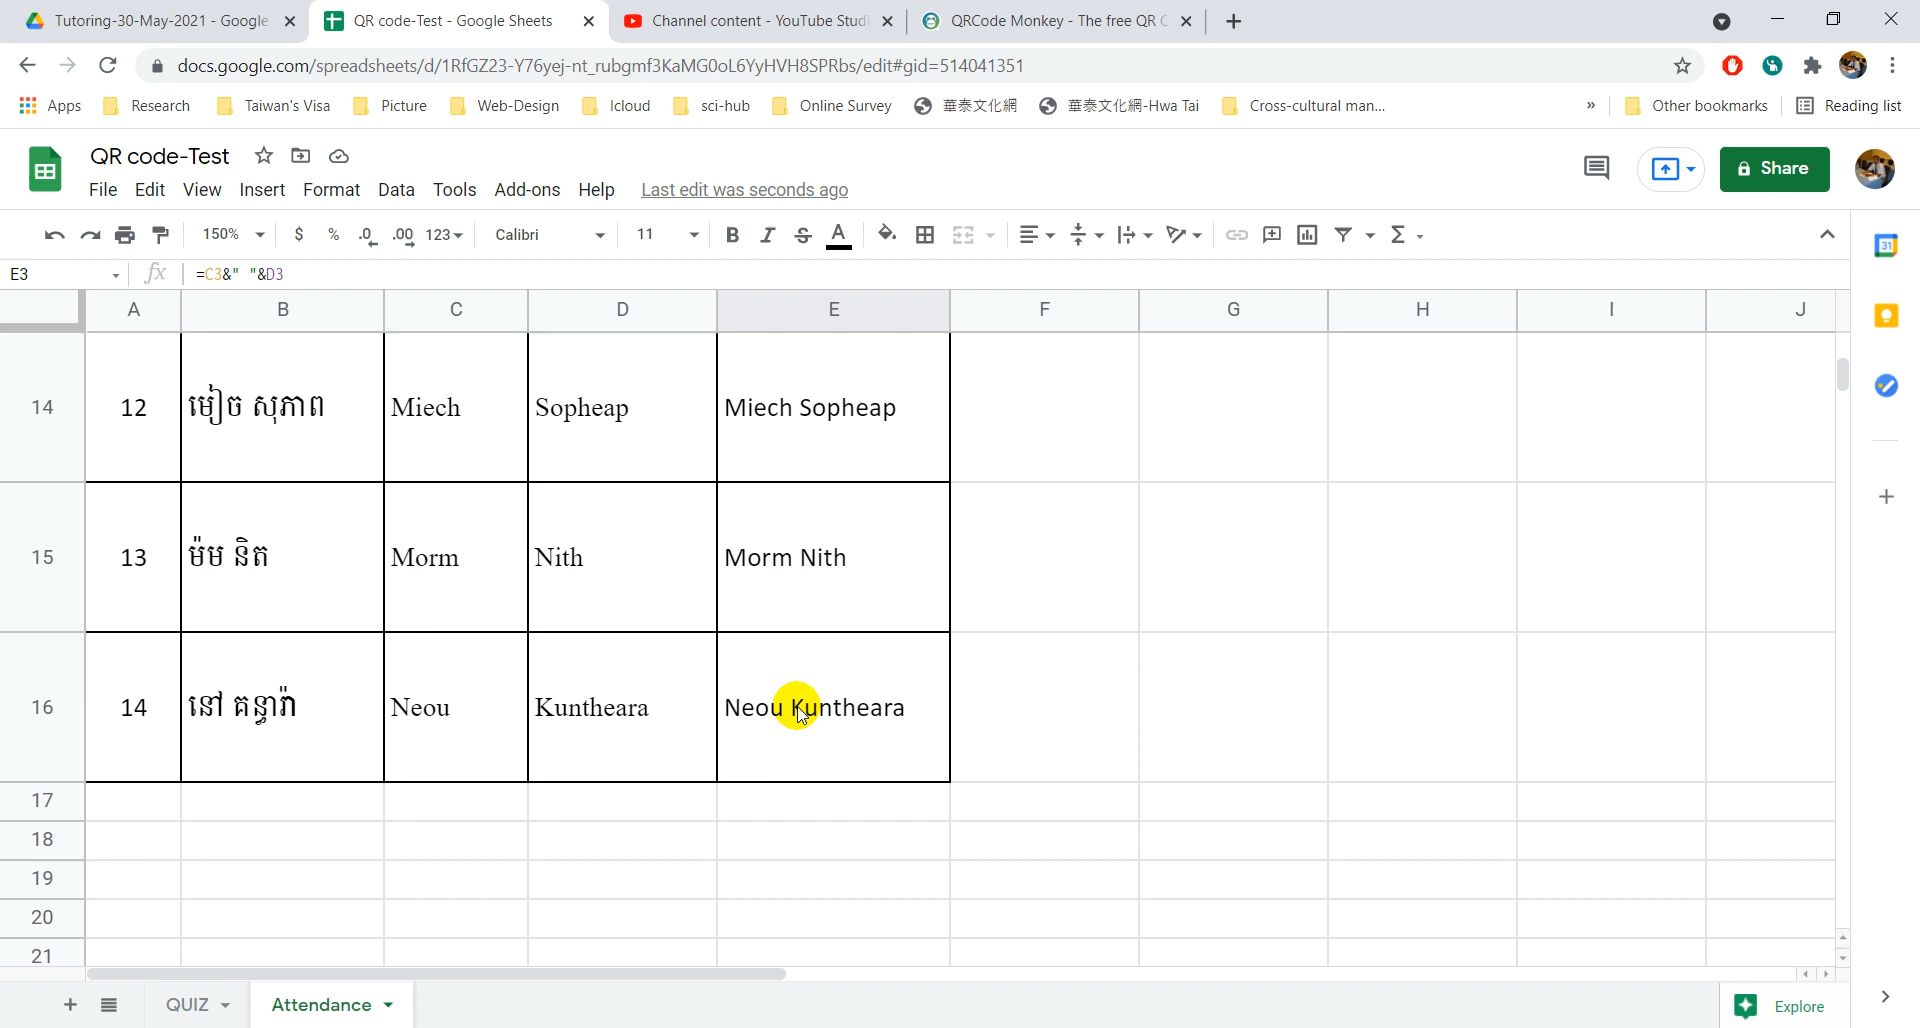 Tutoring-30-May-2021 - Google
QR code-Test - Google Sheets
Channel content - YouTube Studi
QRCode Monkey - The free QR C
docs.google.com/spreadsheets/d/1RfGZ23-Y76yej-nt_rubgmf3KaMG0oL6YyHVH8SPRbs/edit#gid=514041351
Apps Research Taiwan's Visa Picture Web-Design Icloud sci-hub Online Survey 華泰文化網 華泰文化網-Hwa Tai Cross-cultural man... » Other bookmarks Reading list
QR code-Test
Share
File Edit View Insert Format Data Tools Add-ons Help Last edit was seconds ago
150% $ % .0 .00 123 Calibri 11 B I S A Σ
E3 fx =C3&" "&D3
31
A B C D E F G H I J
14 12 មៀច សុភាព Miech Sopheap Miech Sopheap
15 13 ម៉ម និត Morm Nith Morm Nith
16 14 នៅ គន្ធារ៉ា Neou Kuntheara Neou Kuntheara
17
18
19
20
21
QUIZ Attendance Explore